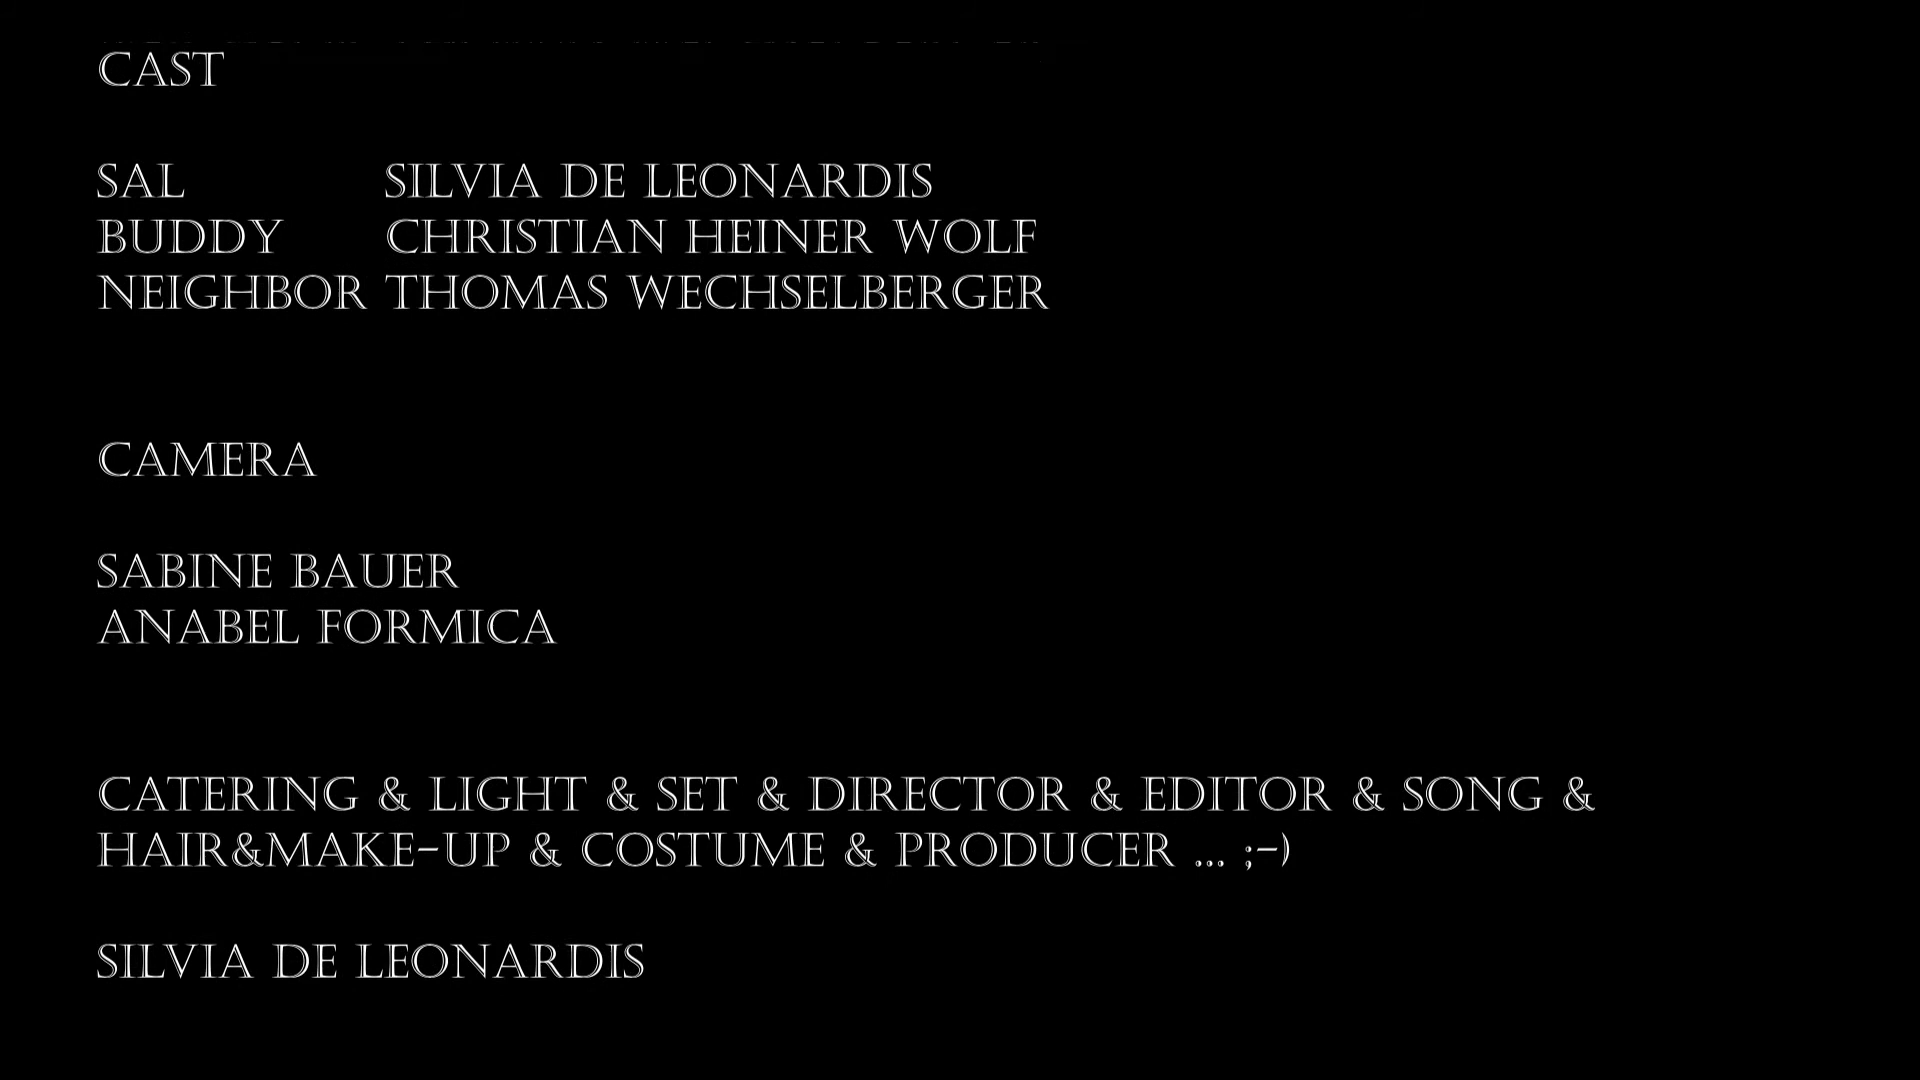 CAST
SAL SILVIA DE LEONARDIS
BUDDY CHRISTIAN HEINER WOLF
NEIGHBOR THOMAS WECHSELBERGER
CAMERA
SABINE BAUER
ANABEL FORMICA
CATERING & LIGHT & SET & DIRECTOR & EDITOR & SONG &
HAIR&MAKE-UP & COSTUME & PRODUCER ... ;-)
SILVIA DE LEONARDIS